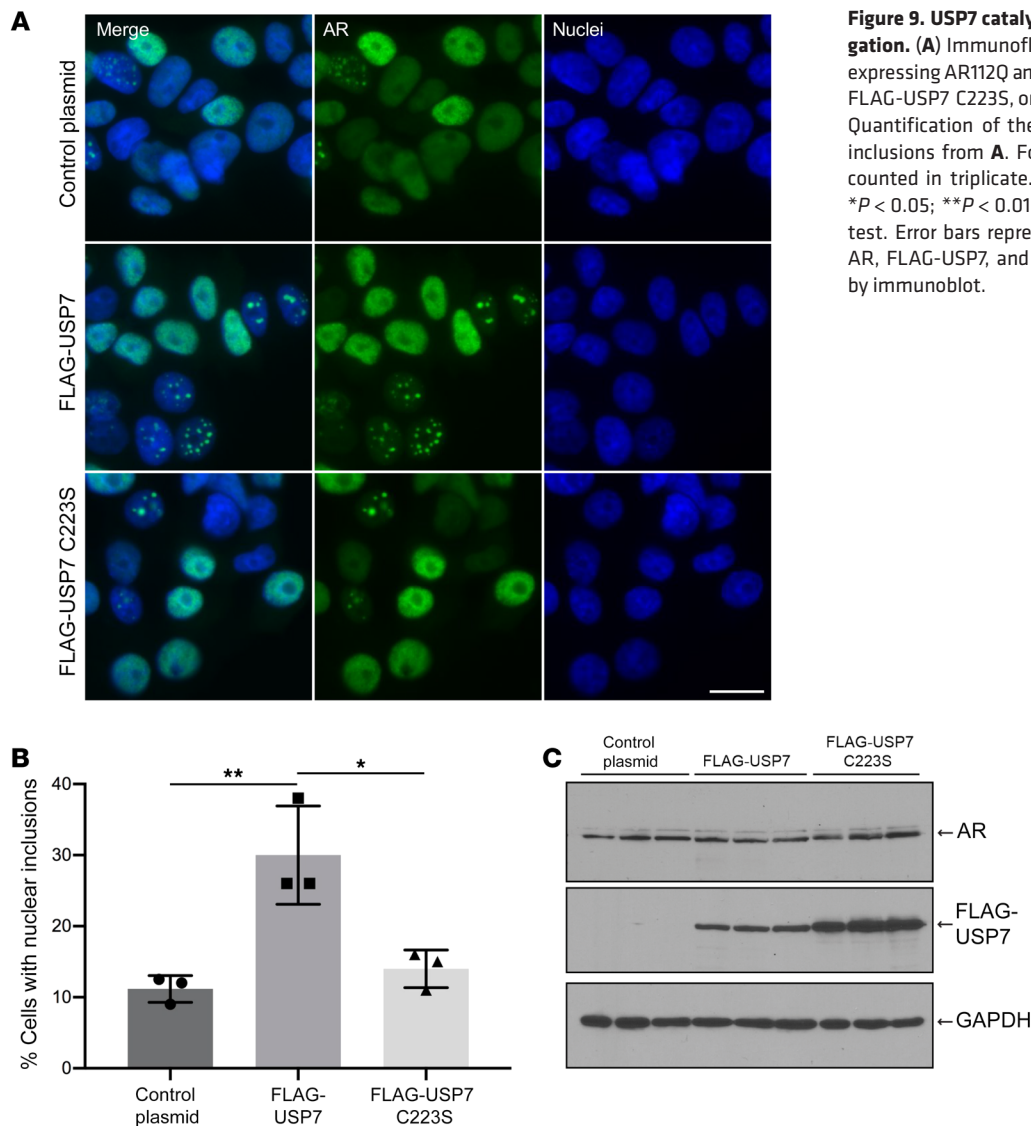 A
Merge
AR
Nuclei
Control plasmid
FLAG-USP7
FLAG-USP7 C223S
Figure 9. USP7 cataly
gation. (A) Immunofl
expressing AR112Q an
FLAG-USP7 C223S, or
Quantification of the
inclusions from A. Fo
counted in triplicate.
*P < 0.05; **P < 0.01
test. Error bars repre
AR, FLAG-USP7, and
by immunoblot.
B
% Cells with nuclear inclusions
40
30
20
10
0
**
*
Control
plasmid
FLAG-
USP7
FLAG-USP7
C223S
C
Control
plasmid
FLAG-USP7
FLAG-USP7
C223S
←AR
←FLAG-
USP7
←GAPDH